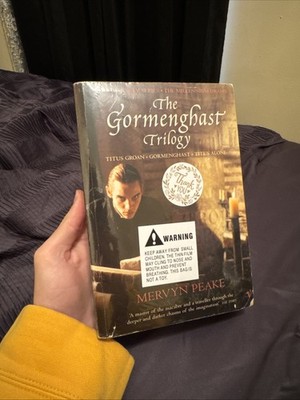 The
Gormenghast
Trilogy
TITUS GROAN • GORMENGHAST • TITUS ALONE
Thank
you
WARNING
KEEP AWAY FROM SMALL
CHILDREN. THE THIN FILM
MAY CLING TO NOSE AND
MOUTH AND PREVENT
BREATHING. THIS BAG IS
NOT A TOY.
MERVYN PEAKE
'A master of the macabre and a traveller through the
deeper and darker chasms of the imagination'